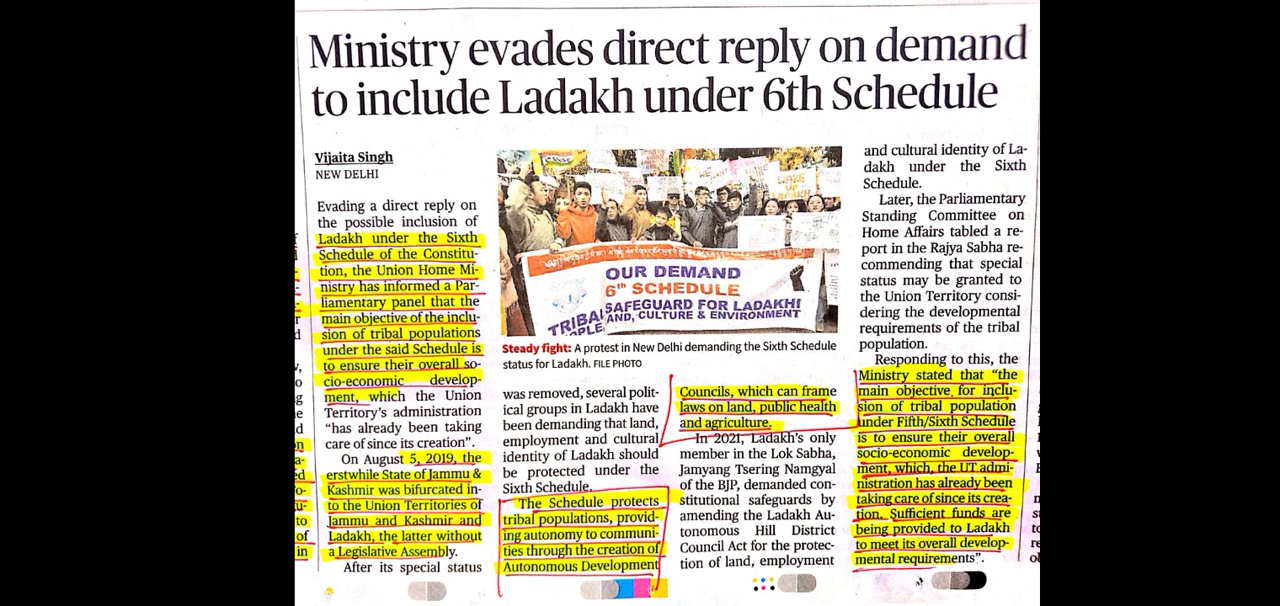 Ministry evades direct reply on demand
to include Ladakh under 6th Schedule
Vijaita Singh
NEW DELHI
Evading a direct reply on
the possible inclusion of
Ladakh under the Sixth
Schedule of the Constitu-
tion, the Union Home Mi-
nistry has informed a Par-
liamentary panel that the
main objective of the inclu-
sion of tribal populations
under the said Schedule is
to ensure their overall so-
cio-economic develop-
ment, which the Union
Territory's administration
"has already been taking
care of since its creation".
On August 5, 2019, the
erstwhile State of Jammu &
Kashmir was bifurcated in-
to the Union Territories of
Jammu and Kashmir and
Ladakh, the latter without
a Legislative Assembly.
After its special status
WAKE
UP
LADAKH
OUR DEMAND
6th SCHEDULE
SAFEGUARD FOR LADAKHI
TRIBAL
AND, CULTURE & ENVIRONMENT
Steady fight: A protest in New Delhi demanding the Sixth Schedule
status for Ladakh. FILE PHOTO
was removed, several polit-
ical groups in Ladakh have
been demanding that land,
employment and cultural
identity of Ladakh should
be protected under the
Sixth Schedule.
The Schedule protects
tribal populations, provid-
ing autonomy to communi-
ties through the creation of
Autonomous Development
Councils, which can frame
laws on land, public health
and agriculture.
In 2021, Ladakh's only
member in the Lok Sabha,
Jamyang Tsering Namgyal
of the BJP, demanded con-
stitutional safeguards by
amending the Ladakh Au-
tonomous Hill District
Council Act for the protec-
tion of land, employment
and cultural identity of La-
dakh under the Sixth
Schedule.
Later, the Parliamentary
Standing Committee on
Home Affairs tabled a re-
port in the Rajya Sabha re-
commending that special
status may be granted to
the Union Territory consi-
dering the developmental
requirements of the tribal
population.
Responding to this, the
Ministry stated that "the
main objective for inclu-
sion of tribal population
under Fifth/Sixth Schedule
is to ensure their overall
socio-economic develop-
ment, which, the UT admi-
nistration has already been
taking care of since its crea-
tion. Sufficient funds are
being provided to Ladakh
to meet its overall develop-
mental requirements".